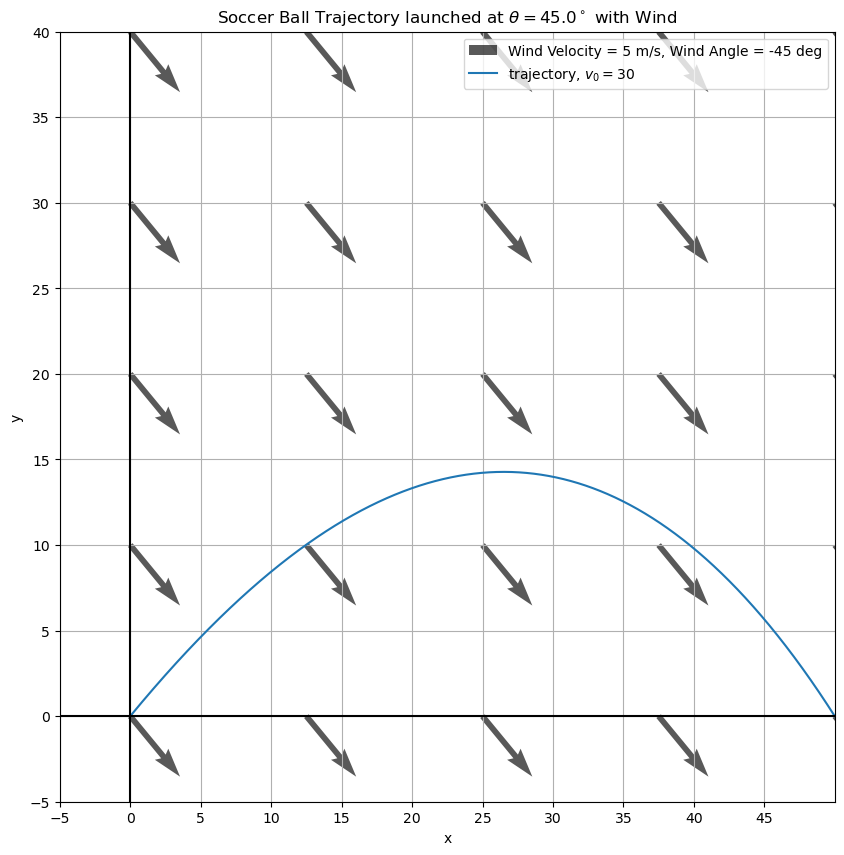 Soccer Ball Trajectory launched at θ = 45.0° with Wind
Wind Velocity = 5 m/s, Wind Angle = -45 deg
trajectory, v₀ = 30
40
35
30
25
20
15
10
5
0
−5
y
−5 0 5 10 15 20 25 30 35 40 45
x